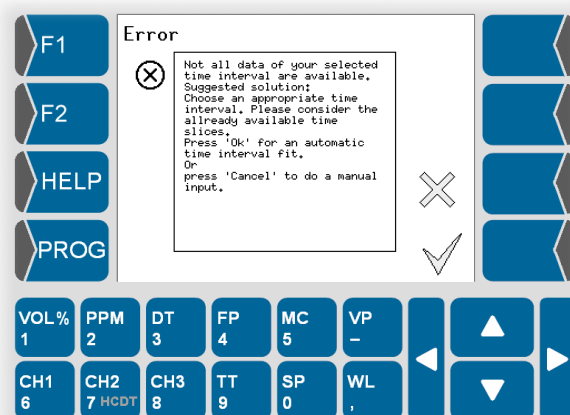 F1
F2
HELP
PROG
Error
Not all data of your selected
time interval are available.
Suggested solution:
Choose an appropriate time
interval. Please consider the
allready available time
slices.
Press 'Ok' for an automatic
time interval fit.
Or
press 'Cancel' to do a manual
input.
VOL% PPM DT FP MC VP
1 2 3 4 5 –
CH1 CH2 CH3 TT SP WL
6 7 HCDT 8 9 0 ,